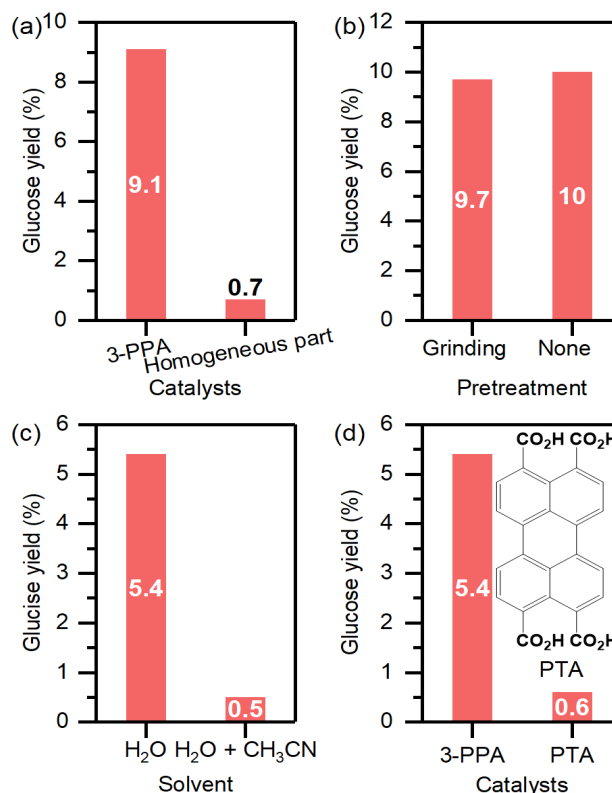 (a)
Glucose yield (%)
10
8
6
4
2
0
9.1
0.7
3-PPA
Homogeneous part
Catalysts
(b)
Glucose yield (%)
12
10
8
6
4
2
0
9.7
10
Grinding
None
Pretreatment
(c)
Glucise yield (%)
6
5
4
3
2
1
0
5.4
0.5
H₂O
H₂O + CH₃CN
Solvent
(d)
Glucose yield (%)
6
5
4
3
2
1
0
5.4
0.6
CO₂H CO₂H
CO₂H CO₂H
PTA
3-PPA
PTA
Catalysts